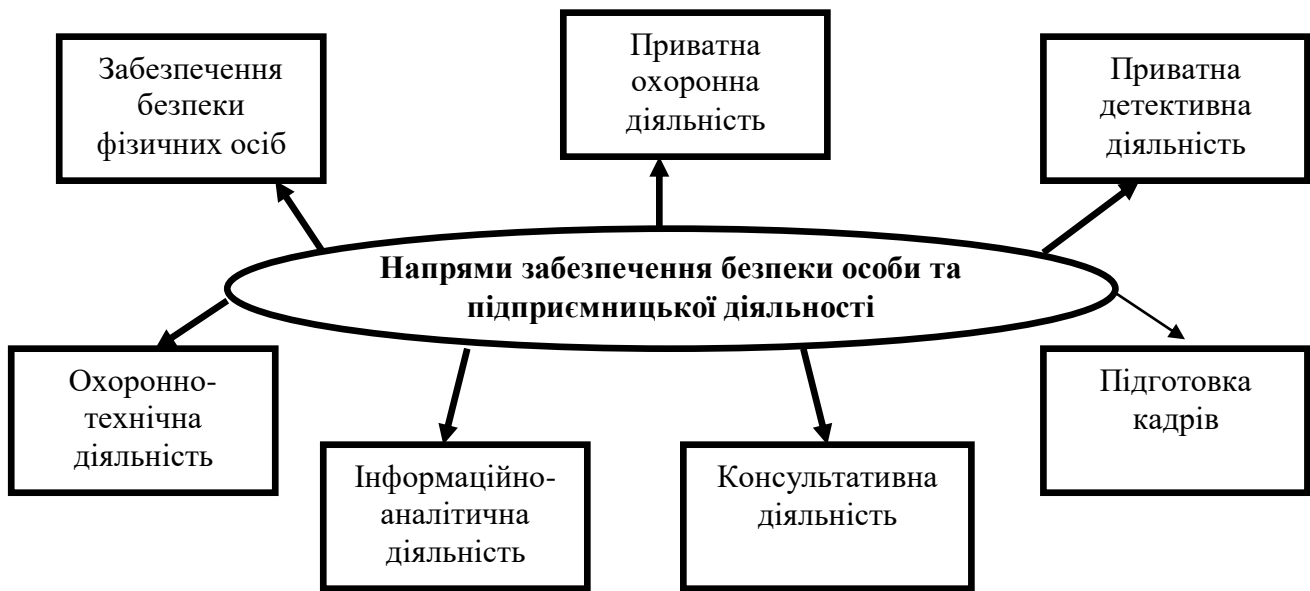 Забезпечення
безпеки
фізичних осіб
Приватна
охоронна
діяльність
Приватна
детективна
діяльність
Напрями забезпечення безпеки особи та
підприємницької діяльності
Охоронно-
технічна
діяльність
Інформаційно-
аналітична
діяльність
Консультативна
діяльність
Підготовка
кадрів